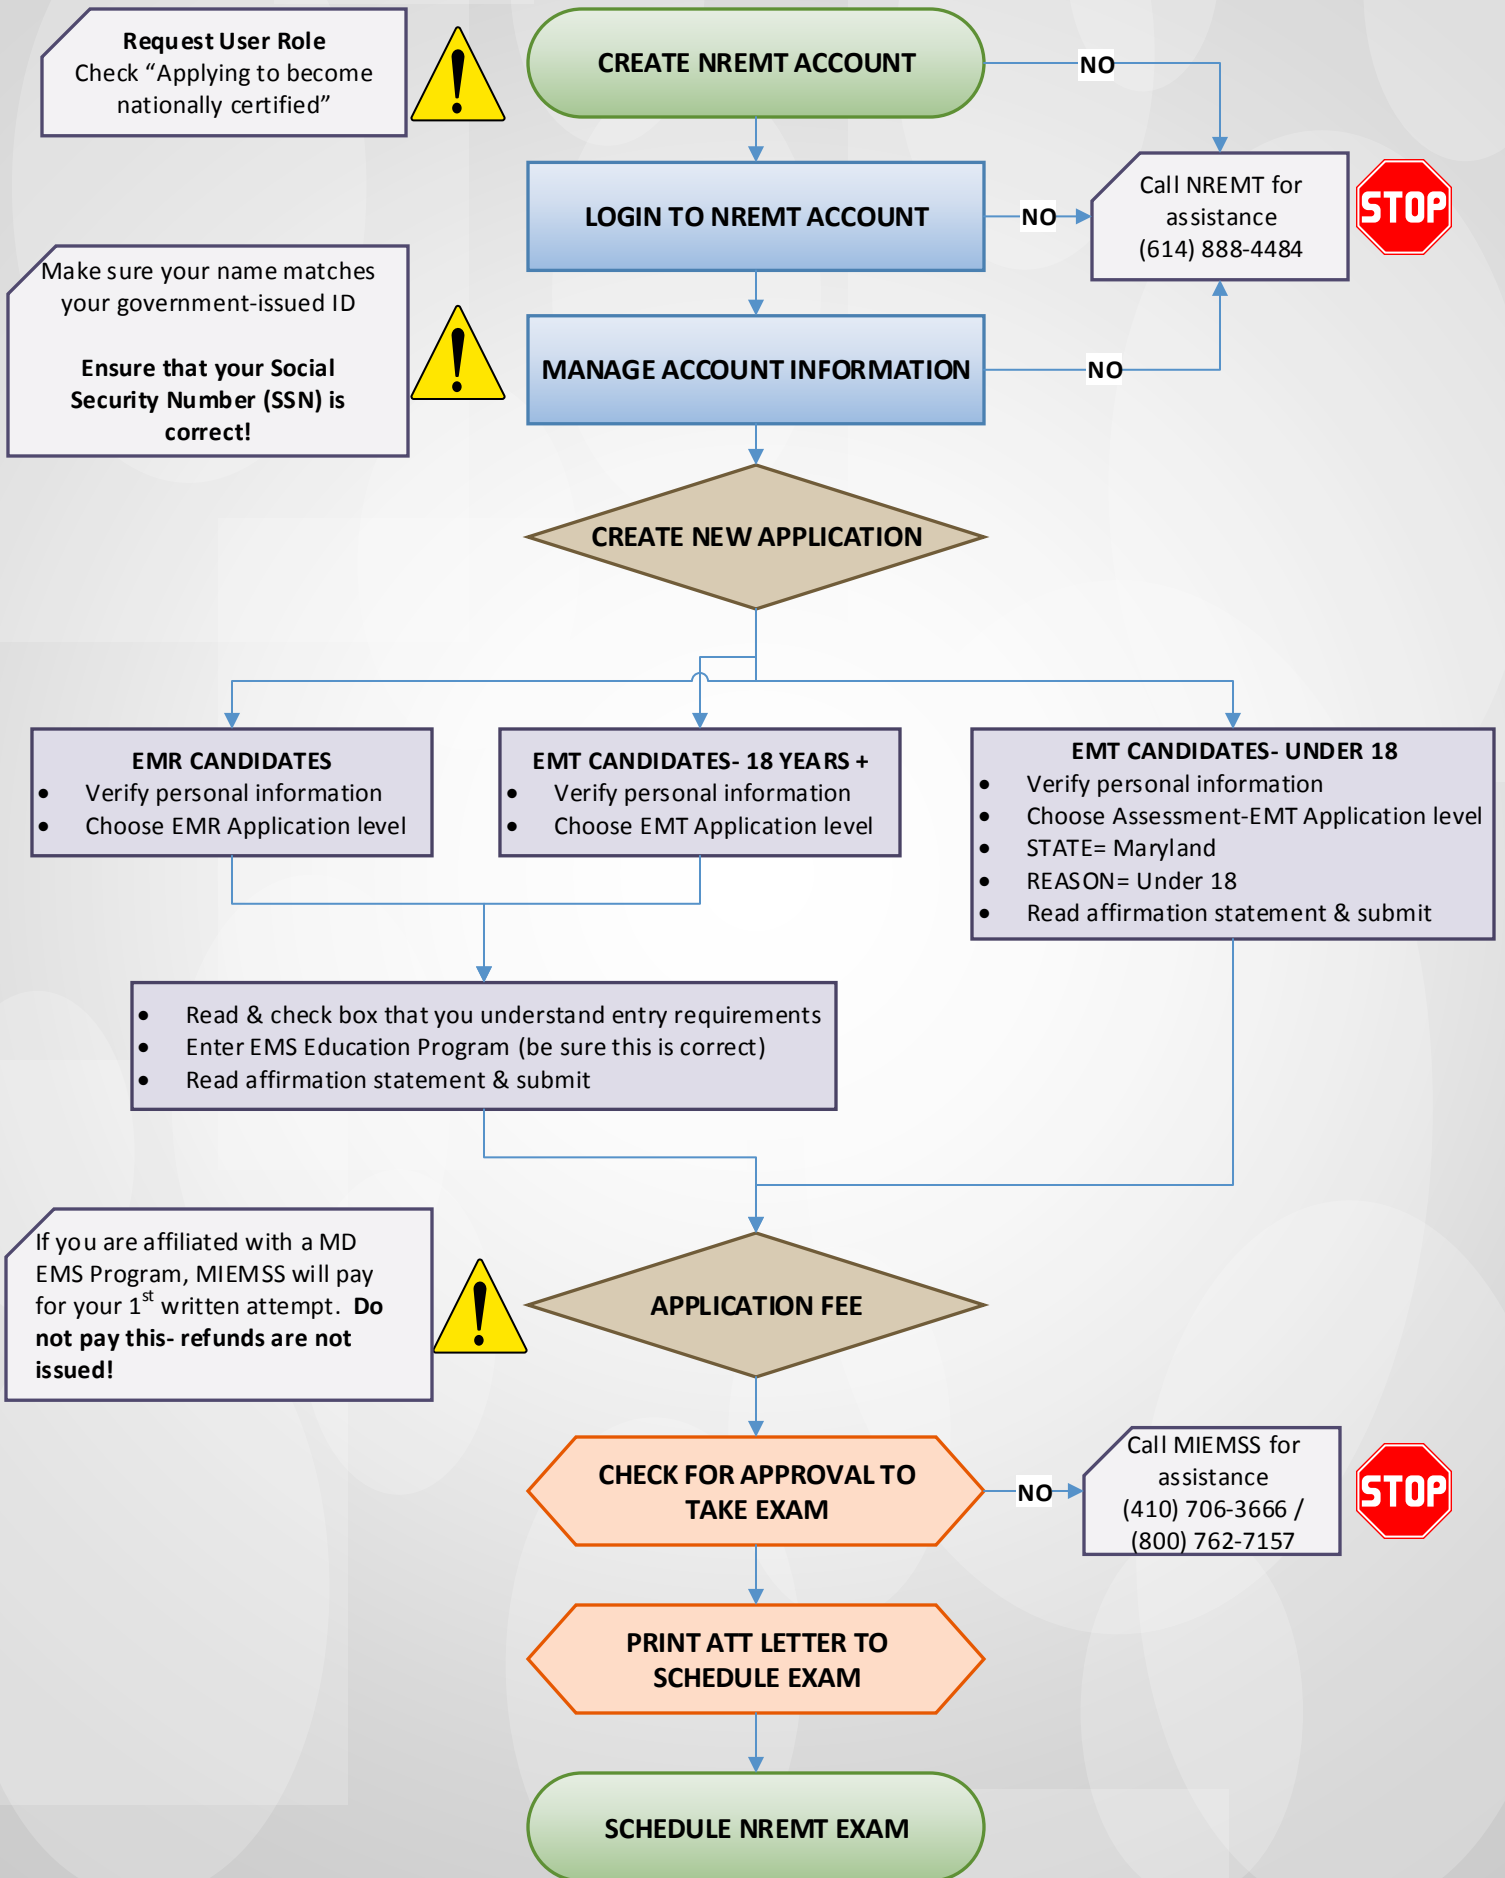 Request User Role
Check “Applying to become
nationally certified”
CREATE NREMT ACCOUNT
NO
LOGIN TO NREMT ACCOUNT
NO
Call NREMT for
assistance
(614) 888-4484
STOP
Make sure your name matches
your government-issued ID
Ensure that your Social
Security Number (SSN) is
correct!
MANAGE ACCOUNT INFORMATION
NO
CREATE NEW APPLICATION
EMR CANDIDATES
• Verify personal information
• Choose EMR Application level
EMT CANDIDATES- 18 YEARS +
• Verify personal information
• Choose EMT Application level
EMT CANDIDATES- UNDER 18
• Verify personal information
• Choose Assessment-EMT Application level
• STATE= Maryland
• REASON= Under 18
• Read affirmation statement & submit
• Read & check box that you understand entry requirements
• Enter EMS Education Program (be sure this is correct)
• Read affirmation statement & submit
If you are affiliated with a MD
EMS Program, MIEMSS will pay
for your 1st written attempt. Do
not pay this- refunds are not
issued!
APPLICATION FEE
CHECK FOR APPROVAL TO
TAKE EXAM
NO
Call MIEMSS for
assistance
(410) 706-3666 /
(800) 762-7157
STOP
PRINT ATT LETTER TO
SCHEDULE EXAM
SCHEDULE NREMT EXAM